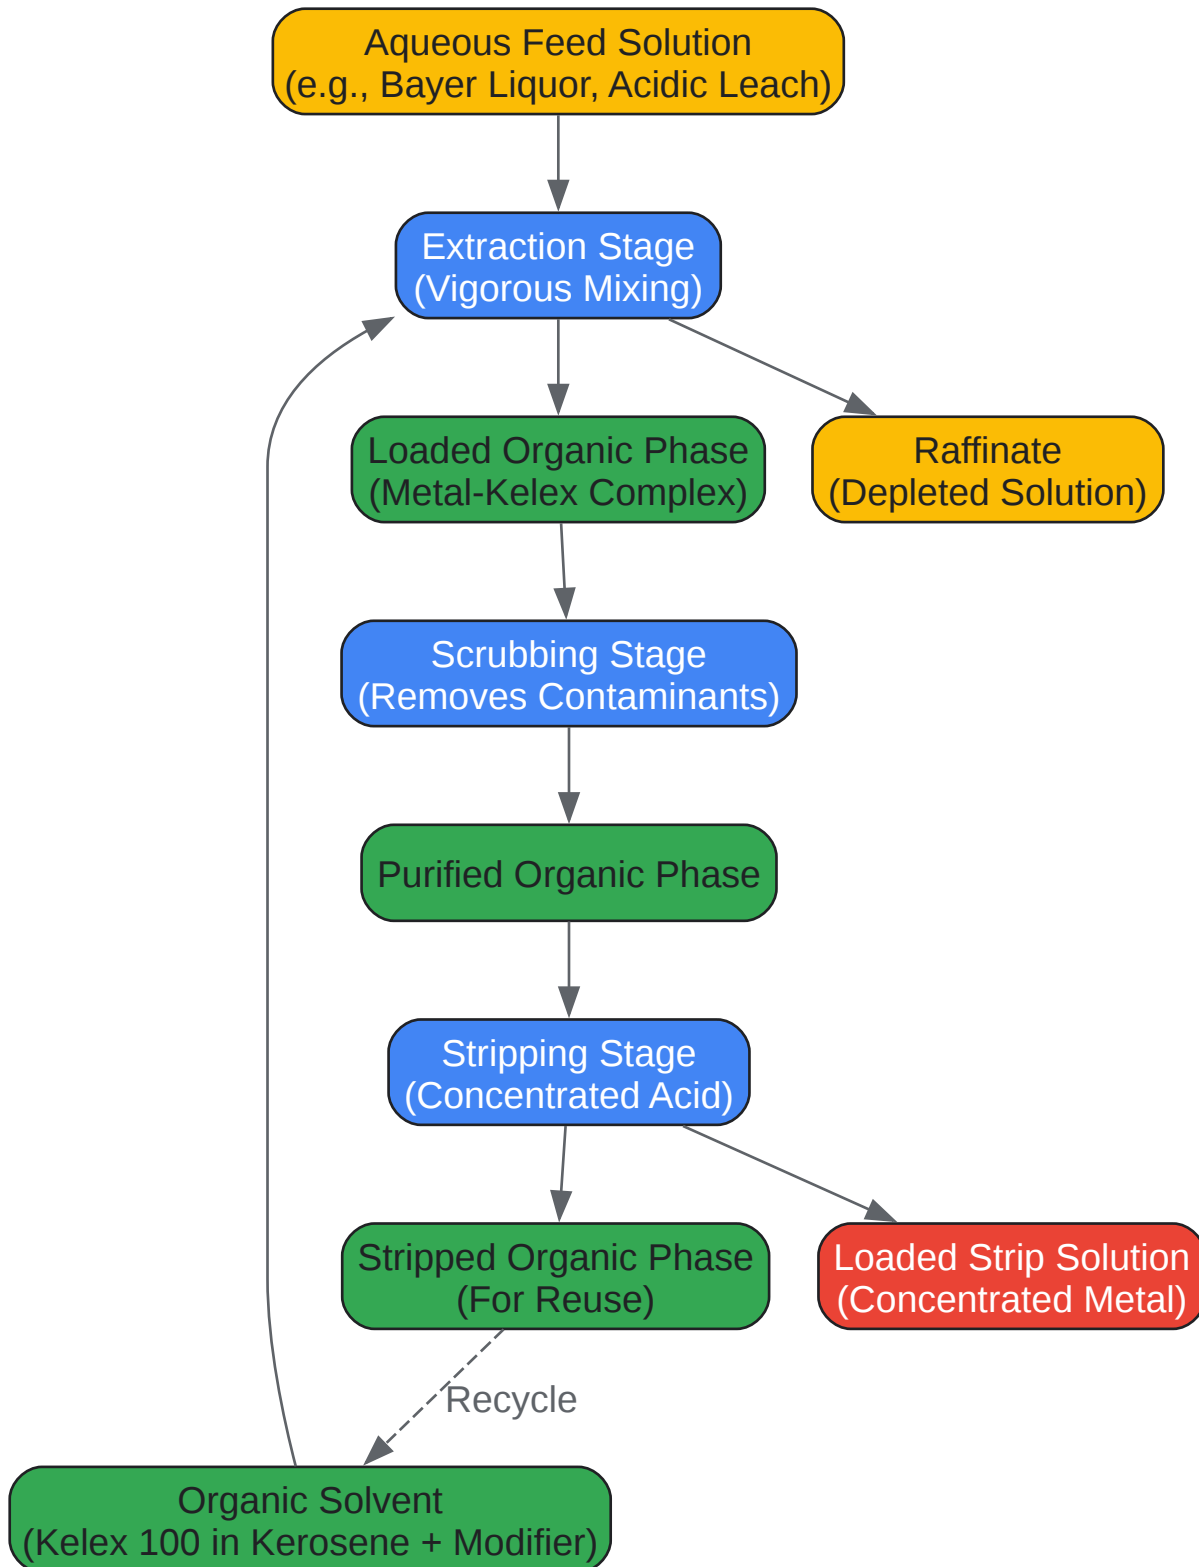 Aqueous Feed Solution
(e.g., Bayer Liquor, Acidic Leach)
Extraction Stage
(Vigorous Mixing)
Loaded Organic Phase
(Metal-Kelex Complex)
Raffinate
(Depleted Solution)
Scrubbing Stage
(Removes Contaminants)
Purified Organic Phase
Stripping Stage
(Concentrated Acid)
Stripped Organic Phase
(For Reuse)
Loaded Strip Solution
(Concentrated Metal)
Recycle
Organic Solvent
(Kelex 100 in Kerosene + Modifier)